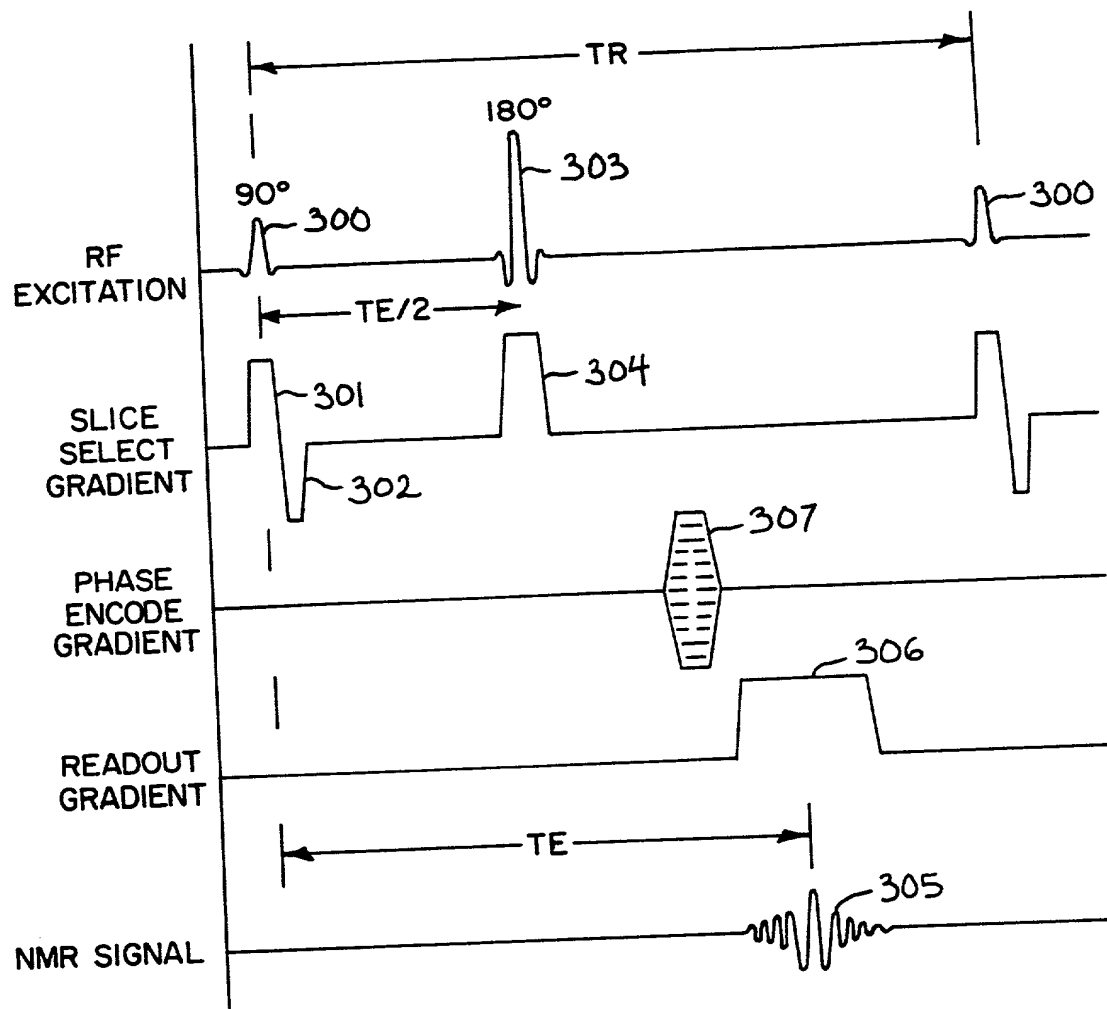 TR
180°
303
90°
300
300
RF
EXCITATION
TE/2
301
304
SLICE
SELECT
GRADIENT
302
307
PHASE
ENCODE
GRADIENT
306
READOUT
GRADIENT
TE
305
NMR SIGNAL